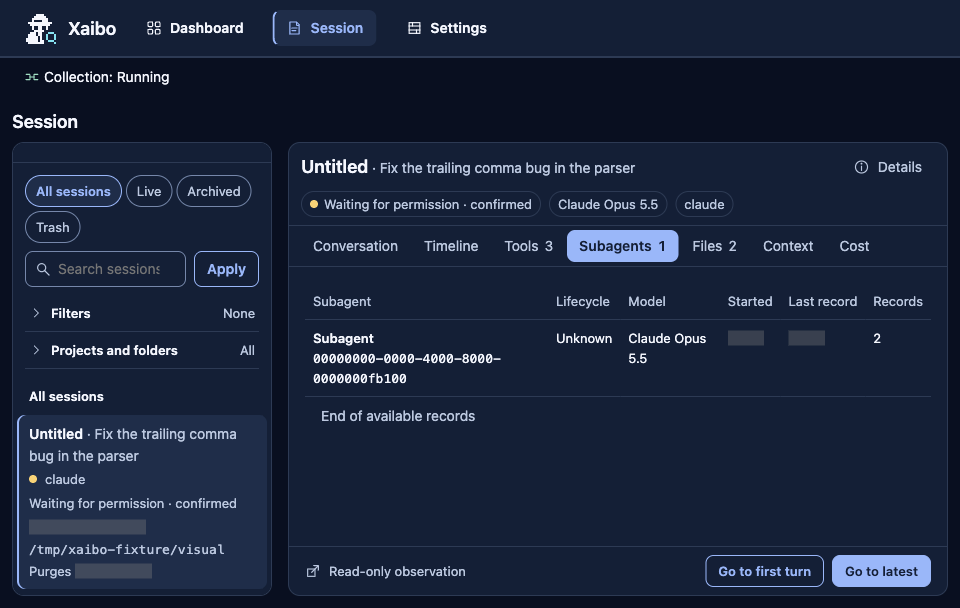 Xaibo
Dashboard
Session
Settings
Collection: Running
Session
All sessions
Live
Archived
Trash
Search sessions
Apply
Filters
None
Projects and folders
All
All sessions
Untitled · Fix the trailing comma
bug in the parser
claude
Waiting for permission · confirmed
/tmp/xaibo-fixture/visual
Purges
Untitled · Fix the trailing comma bug in the parser
Details
Waiting for permission · confirmed
Claude Opus 5.5
claude
Conversation
Timeline
Tools 3
Subagents 1
Files 2
Context
Cost
Subagent Lifecycle Model Started Last record Records
Subagent Unknown Claude Opus 2
00000000-0000-4000-8000- 5.5
0000000fb100
End of available records
Read-only observation
Go to first turn
Go to latest